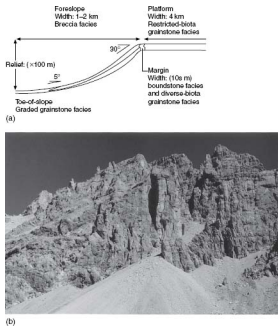 Foreslope
Width: 1–2 km
Breccia facies
Platform
Width: 4 km
Restricted-biota
grainstone facies
30°
Relief: (×100 m)
5°
Margin
Width (10s m)
boundstone facies
and diverse-biota
grainstone facies
Toe-of-slope
Graded grainstone facies
(a)
(b)